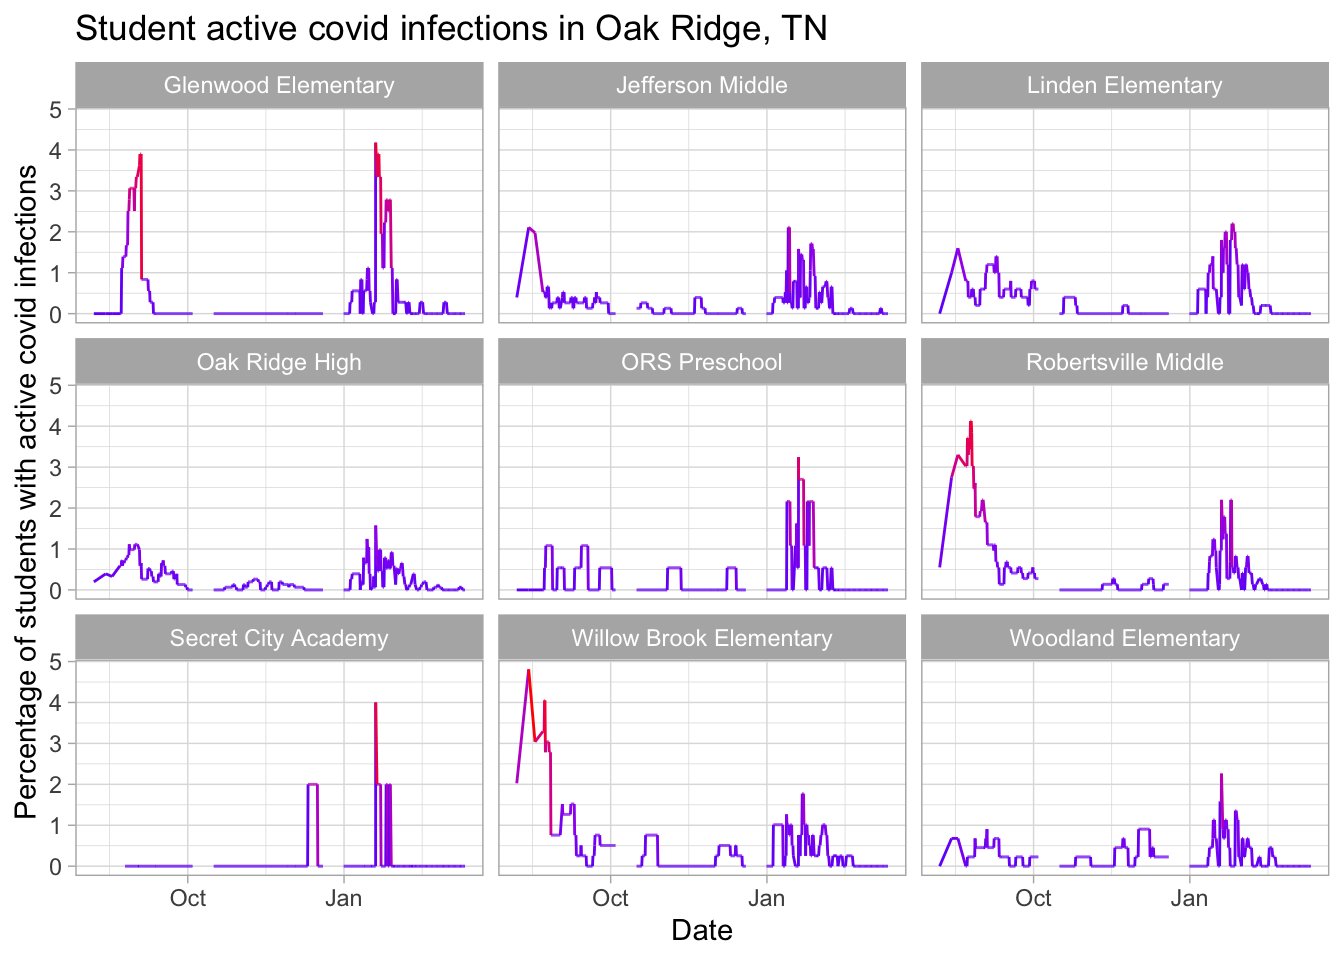 Student active covid infections in Oak Ridge, TN
Glenwood Elementary
Jefferson Middle
Linden Elementary
5
4
3
2
1
0
Oak Ridge High
ORS Preschool
Robertsville Middle
5
4
3
2
1
0
Secret City Academy
Willow Brook Elementary
Woodland Elementary
5
4
3
2
1
0
Percentage of students with active covid infections
Oct
Jan
Oct
Jan
Oct
Jan
Date